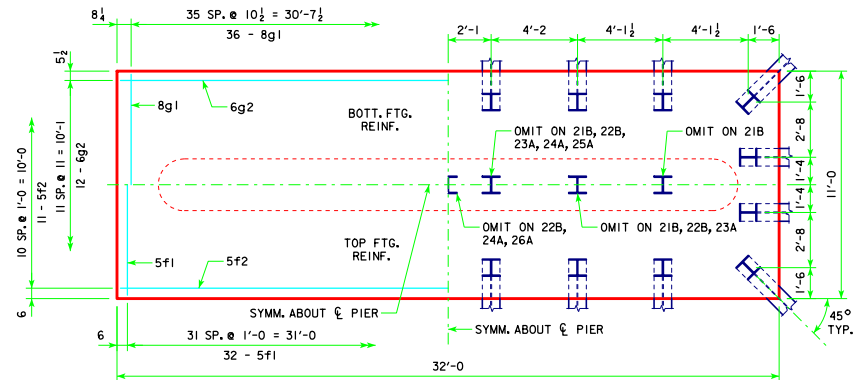 8¼
35 SP. @ 10½ = 30'-7½
36 - 8g1
2'-1
4'-2
4'-1½
4'-1½
1'-6
5½
8g1
6g2
BOTT. FTG.
REINF.
OMIT ON 21B, 22B,
23A, 24A, 25A
OMIT ON 21B
1'-6
2'-8
1'-4
1'-4
2'-8
1'-6
11'-0
10 SP. @ 1'-0 = 10'-0
11 - 5f2
11 SP. @ 11 = 10'-1
12 - 6g2
OMIT ON 22B,
24A, 26A
OMIT ON 21B, 22B, 23A
TOP FTG.
REINF.
5f1
5f2
6
SYMM. ABOUT ℄ PIER
SYMM. ABOUT ℄ PIER
45°
TYP.
6
31 SP. @ 1'-0 = 31'-0
32 - 5f1
32'-0